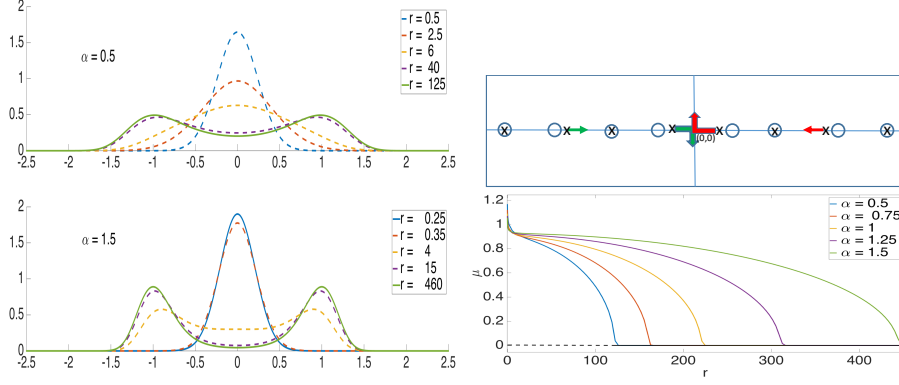 2
1.5
1
0.5
0
-2.5 -2 -1.5 -1 -0.5 0 0.5 1 1.5 2 2.5
α = 0.5
r = 0.5
r = 2.5
r = 6
r = 40
r = 125
2
1.5
1
0.5
0
-2.5 -2 -1.5 -1 -0.5 0 0.5 1 1.5 2 2.5
α = 1.5
r = 0.25
r = 0.35
r = 4
r = 15
r = 460
X X X X X X X X
(0,0)
1.2
1
0.8
0.6
0.4
0.2
0
μ
0 100 200 300 400
r
α = 0.5
α = 0.75
α = 1
α = 1.25
α = 1.5